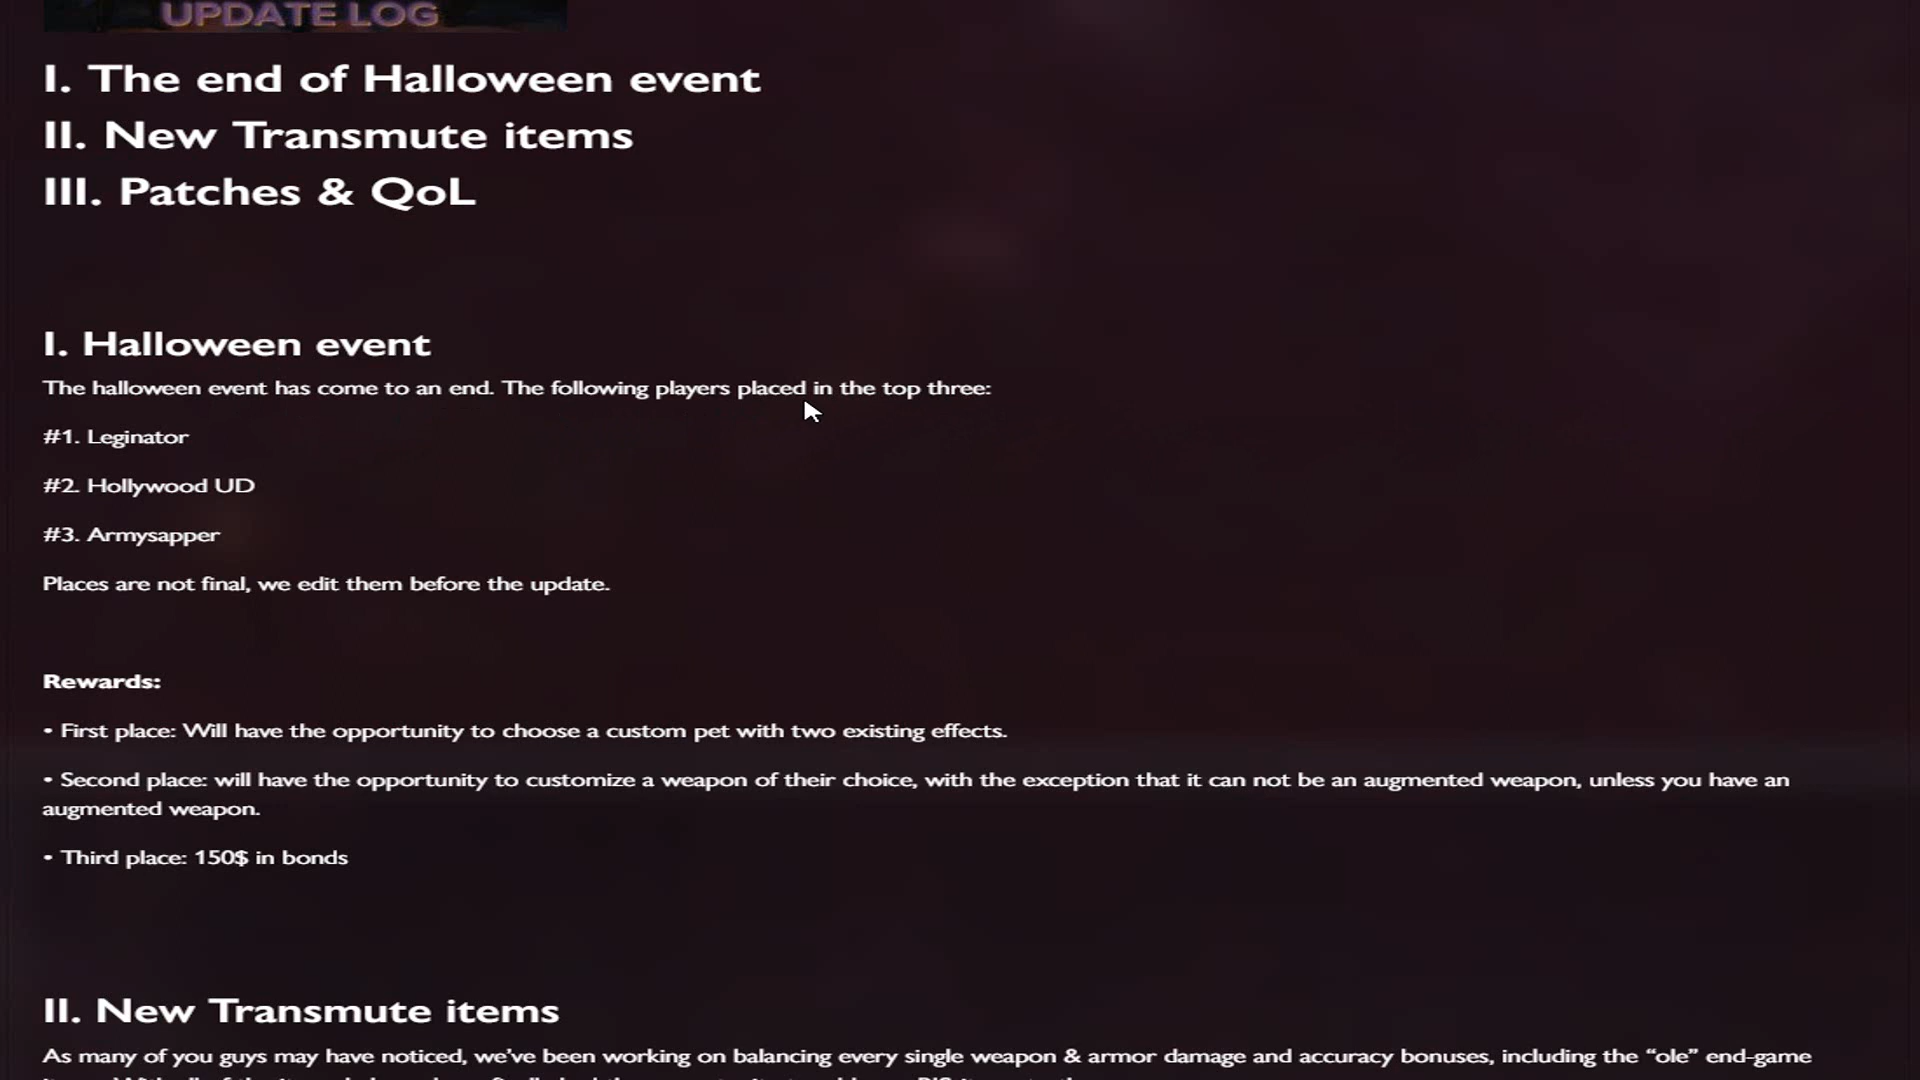 UPDATE LOG
I. The end of Halloween event
II. New Transmute items
III. Patches & QoL
I. Halloween event
The halloween event has come to an end. The following players placed in the top three:
#1. Leginator
#2. Hollywood UD
#3. Armysapper
Places are not final, we edit them before the update.
Rewards:
• First place: Will have the opportunity to choose a custom pet with two existing effects.
• Second place: will have the opportunity to customize a weapon of their choice, with the exception that it can not be an augmented weapon, unless you have an
augmented weapon.
• Third place: 150$ in bonds
II. New Transmute items
As many of you guys may have noticed, we’ve been working on balancing every single weapon & armor damage and accuracy bonuses, including the “ole” end-game